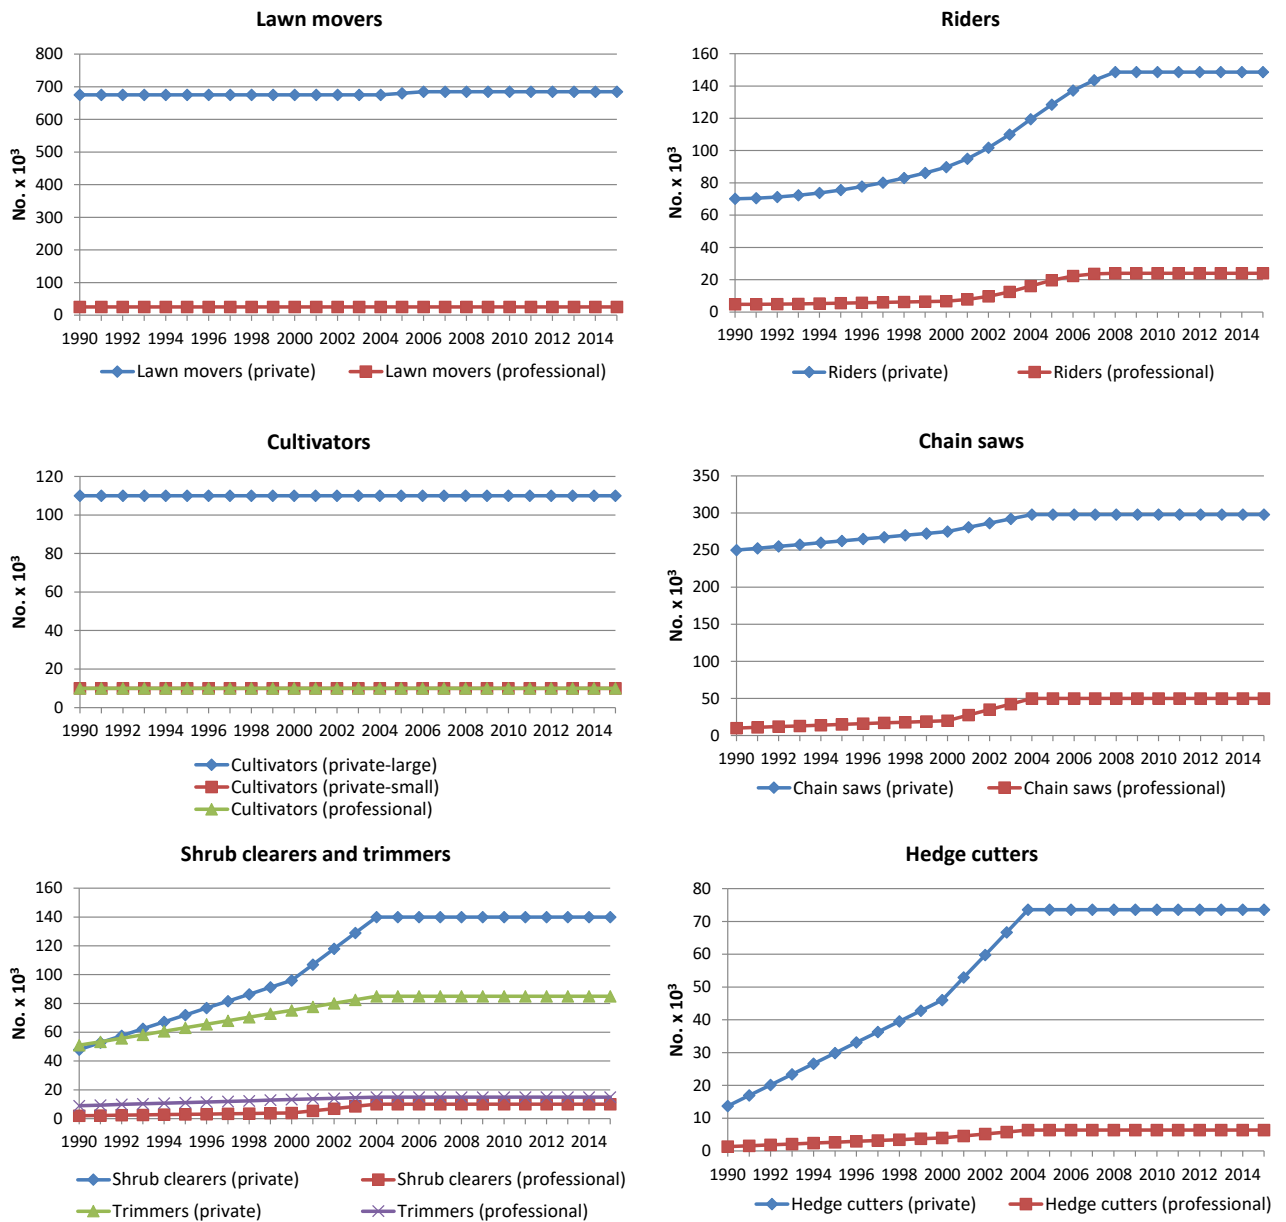 Lawn movers
800
700
600
500
400
300
200
100
0
No. x 10³
1990 1992 1994 1996 1998 2000 2002 2004 2006 2008 2010 2012 2014
Lawn movers (private) Lawn movers (professional)
Riders
160
140
120
100
80
60
40
20
0
No. x 10³
1990 1992 1994 1996 1998 2000 2002 2004 2006 2008 2010 2012 2014
Riders (private) Riders (professional)
Cultivators
120
100
80
60
40
20
0
No. x 10³
1990 1992 1994 1996 1998 2000 2002 2004 2006 2008 2010 2012 2014
Cultivators (private-large)
Cultivators (private-small)
Cultivators (professional)
Chain saws
350
300
250
200
150
100
50
0
No. x 10³
1990 1992 1994 1996 1998 2000 2002 2004 2006 2008 2010 2012 2014
Chain saws (private) Chain saws (professional)
Shrub clearers and trimmers
160
140
120
100
80
60
40
20
0
No. x 10³
1990 1992 1994 1996 1998 2000 2002 2004 2006 2008 2010 2012 2014
Shrub clearers (private) Shrub clearers (professional)
Trimmers (private) Trimmers (professional)
Hedge cutters
80
70
60
50
40
30
20
10
0
No. x 10³
1990 1992 1994 1996 1998 2000 2002 2004 2006 2008 2010 2012 2014
Hedge cutters (private) Hedge cutters (professional)